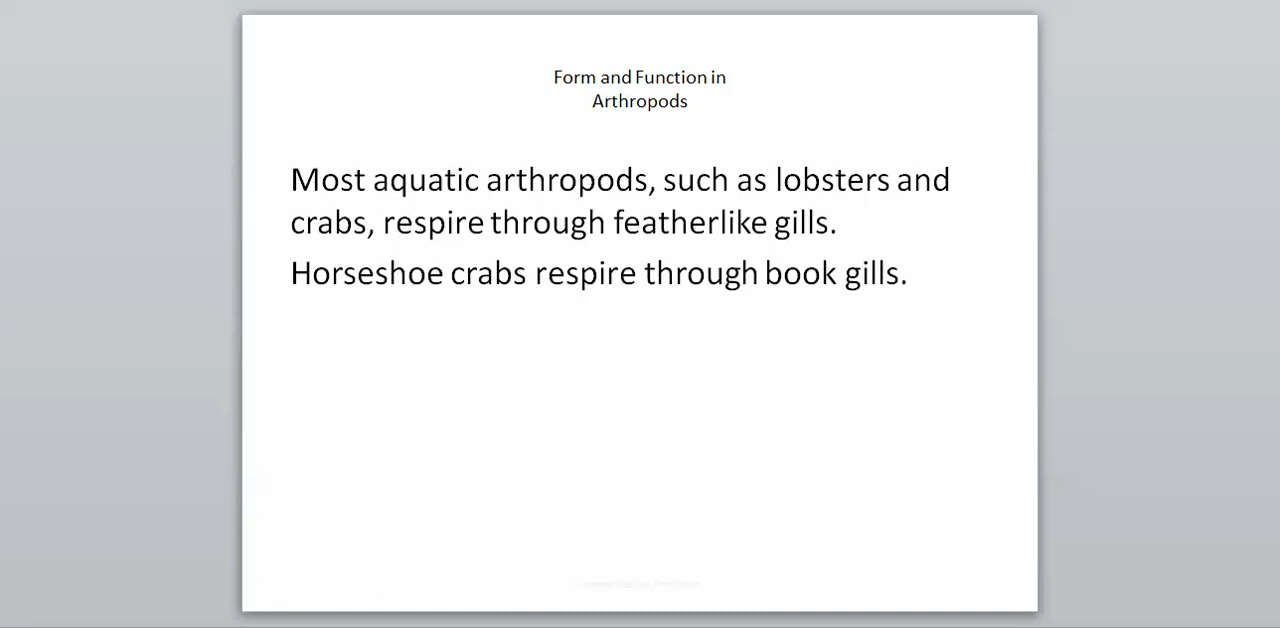 Form and Function in
Arthropods
Most aquatic arthropods, such as lobsters and
crabs, respire through featherlike gills.
Horseshoe crabs respire through book gills.